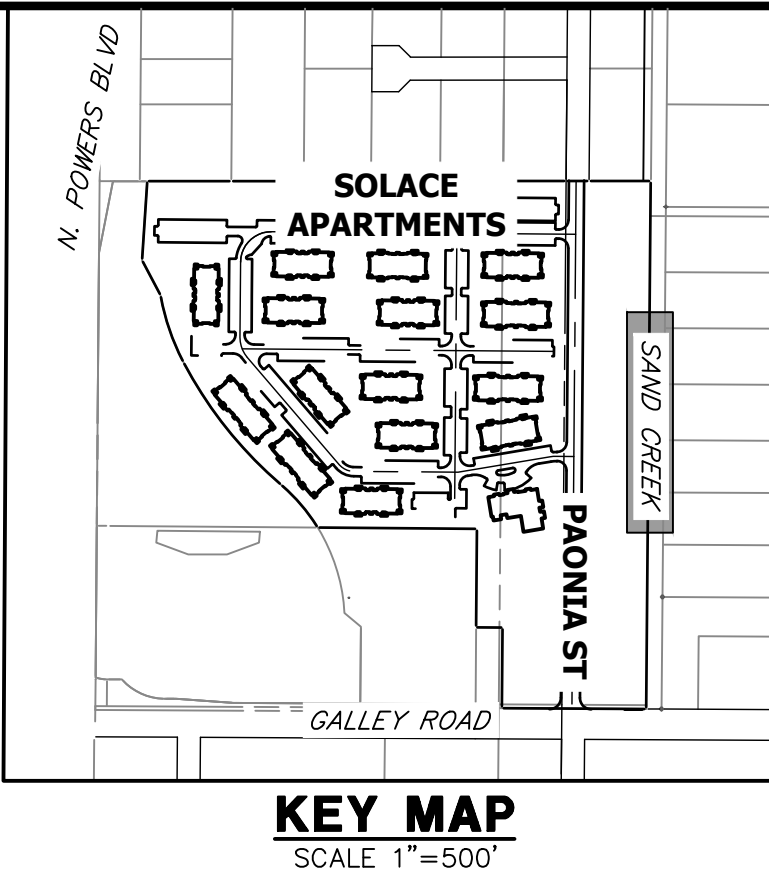 N. POWERS BLVD
SOLACE
APARTMENTS
SAND CREEK
PAONIA ST
GALLEY ROAD
KEY MAP
SCALE 1"=500'